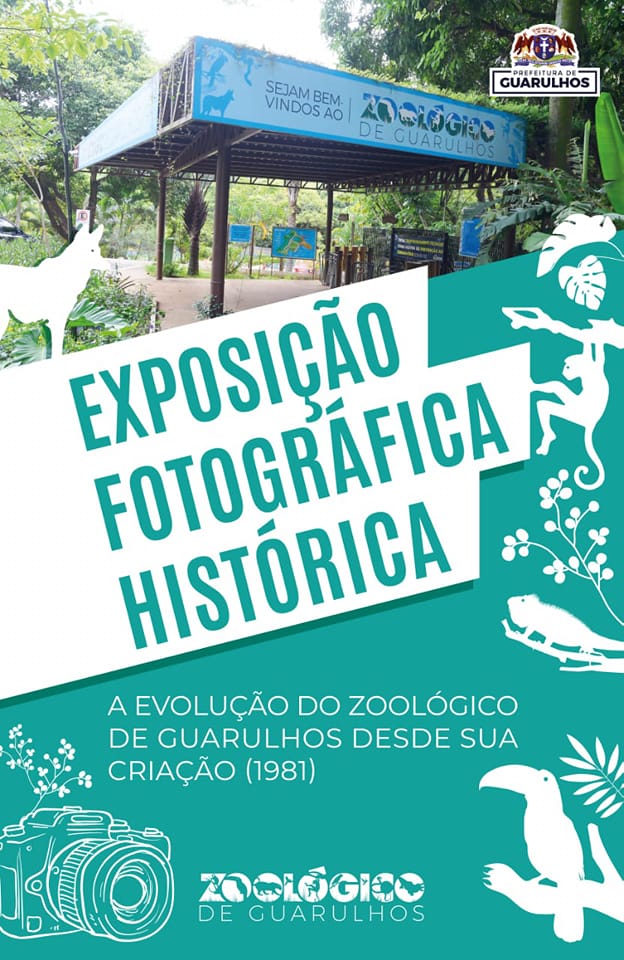 PREFEITURA DE
GUARULHOS
SEJAM BEM-
VINDOS AO
ZOOLÓGICO
DE GUARULHOS
EXPOSIÇÃO
FOTOGRÁFICA
HISTÓRICA
A EVOLUÇÃO DO ZOOLÓGICO
DE GUARULHOS DESDE SUA
CRIAÇÃO (1981)
ZOOLÓGICO
DE GUARULHOS